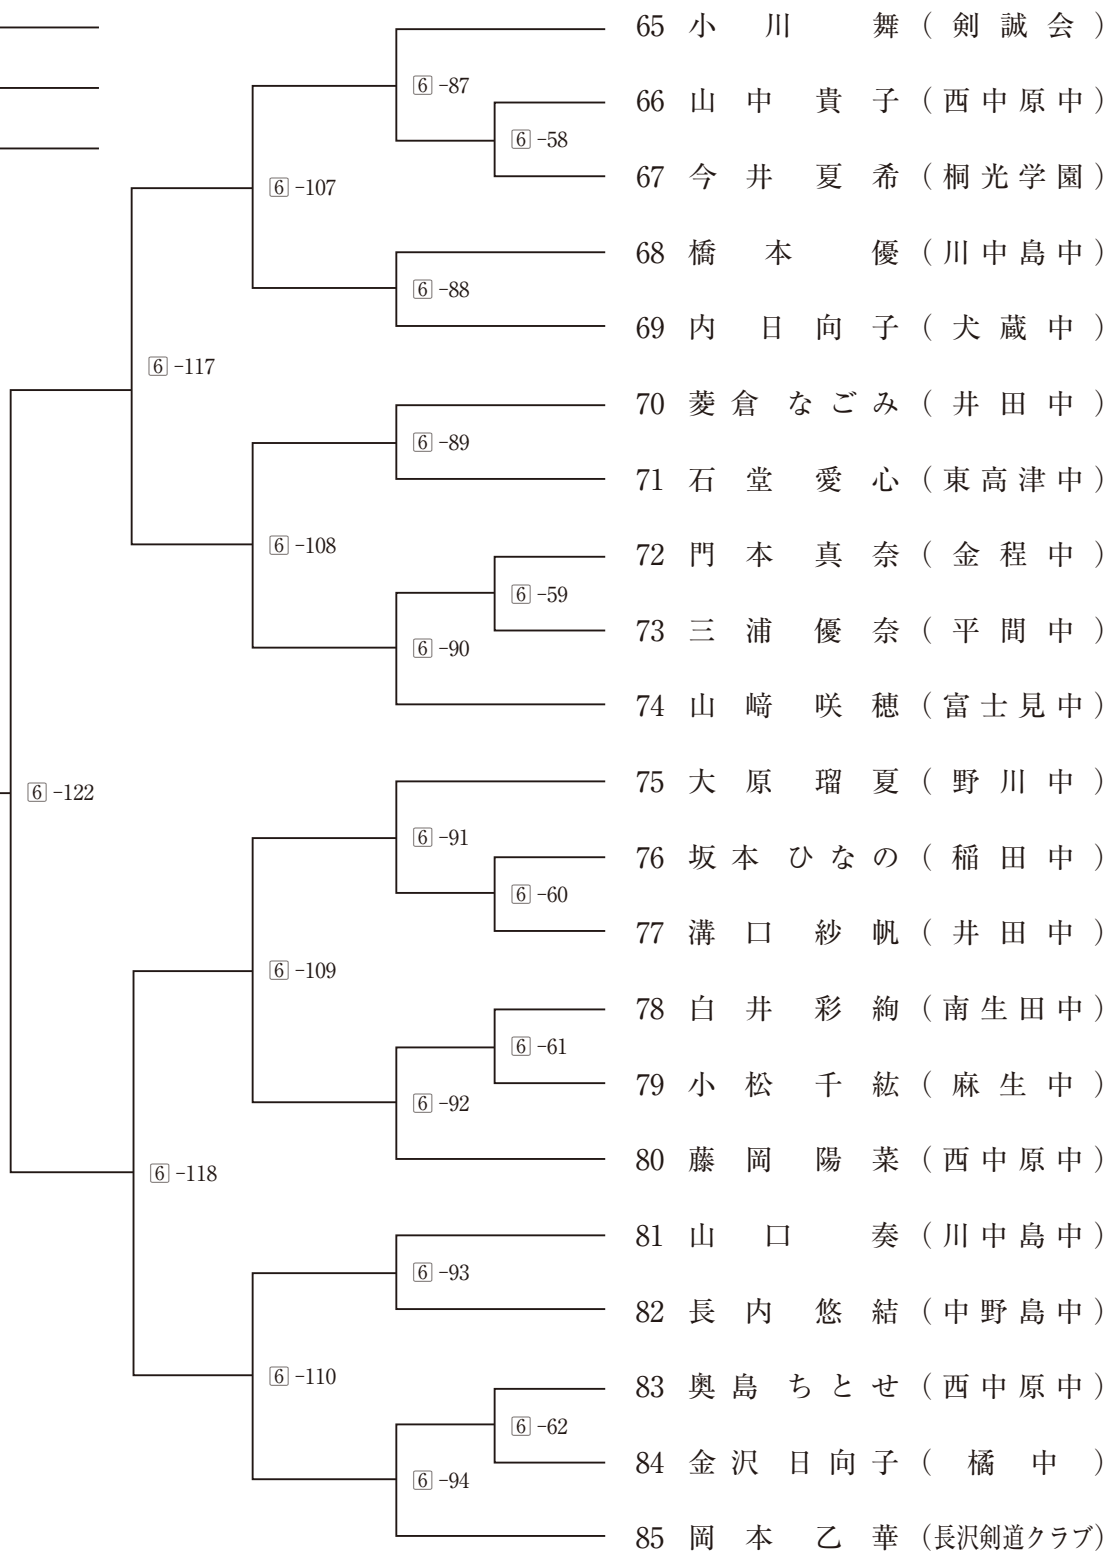 65 小川 舞 (剣誠会)
6-87
66 山中 貴子 (西中原中)
6-58
67 今井 夏希 (桐光学園)
6-107
68 橋本 優 (川中島中)
6-88
69 内 日向子 (犬蔵中)
6-117
70 菱倉 なごみ (井田中)
6-89
71 石堂 愛心 (東高津中)
6-108
72 門本 真奈 (金程中)
6-59
73 三浦 優奈 (平間中)
6-90
74 山﨑 咲穂 (富士見中)
75 大原 瑠夏 (野川中)
6-122
6-91
76 坂本 ひなの (稲田中)
6-60
77 溝口 紗帆 (井田中)
6-109
78 白井 彩絢 (南生田中)
6-61
79 小松 千紘 (麻生中)
6-92
80 藤岡 陽菜 (西中原中)
6-118
81 山口 奏 (川中島中)
6-93
82 長内 悠結 (中野島中)
6-110
83 奥島 ちとせ (西中原中)
6-62
84 金沢 日向子 (橘中)
6-94
85 岡本 乙華 (長沢剣道クラブ)